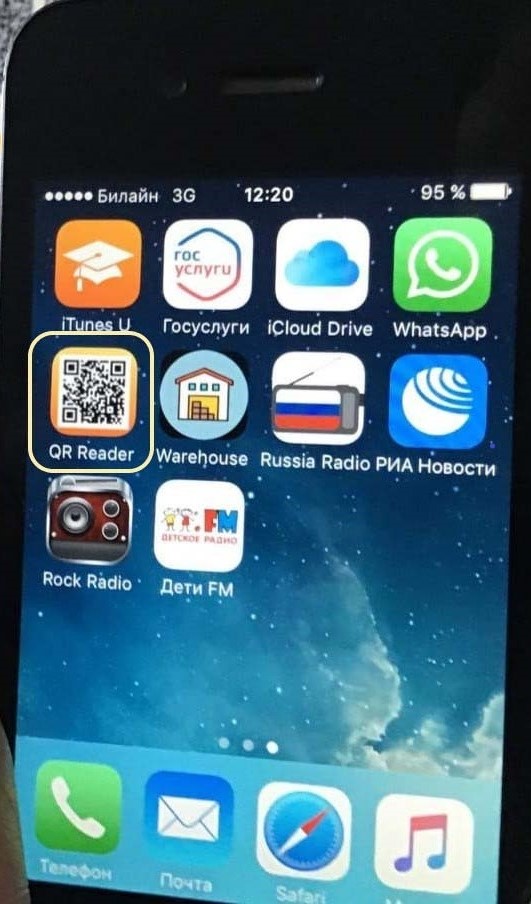 Билайн 3G 12:20 95 %
гос
услуги
iTunes U Госуслуги iCloud Drive WhatsApp
QR Reader Warehouse Russia Radio РИА Новости
FM
ДЕТСКОЕ РАДИО
Rock Radio Дети FM
Телефон Почта Safari